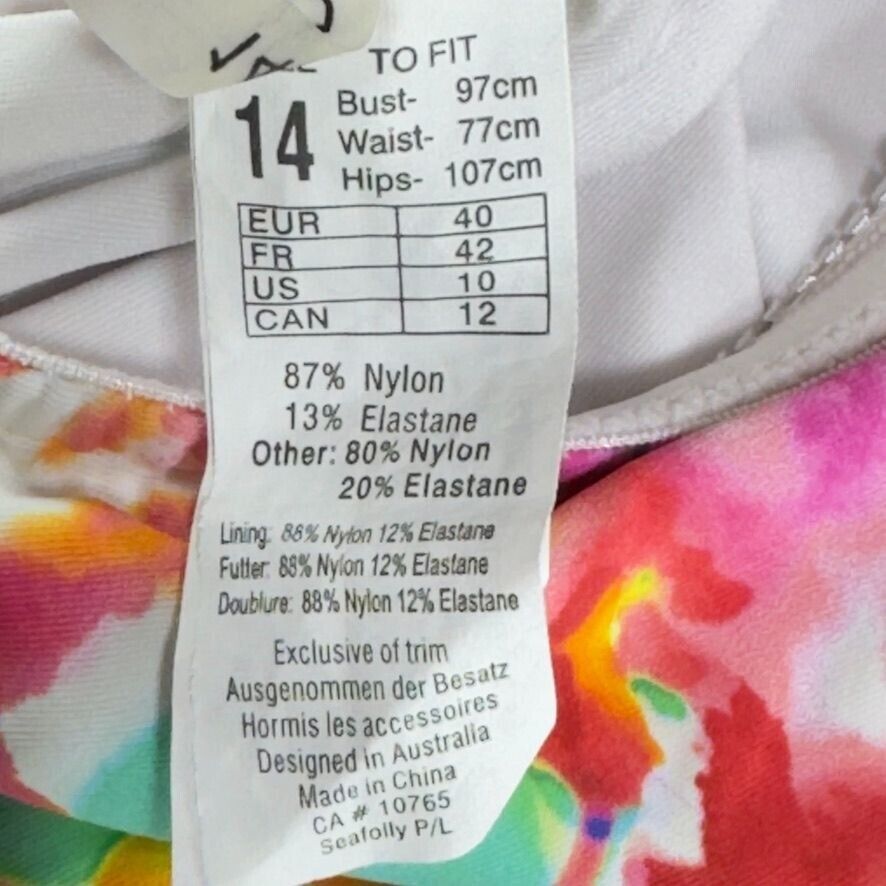 TO FIT
14
Bust- 97cm
Waist- 77cm
Hips- 107cm
EUR 40
FR 42
US 10
CAN 12
87% Nylon
13% Elastane
Other: 80% Nylon
20% Elastane
Lining: 88% Nylon 12% Elastane
Futter: 88% Nylon 12% Elastane
Doublure: 88% Nylon 12% Elastane
Exclusive of trim
Ausgenommen der Besatz
Hormis les accessoires
Designed in Australia
Made in China
CA # 10765
Seafolly P/L